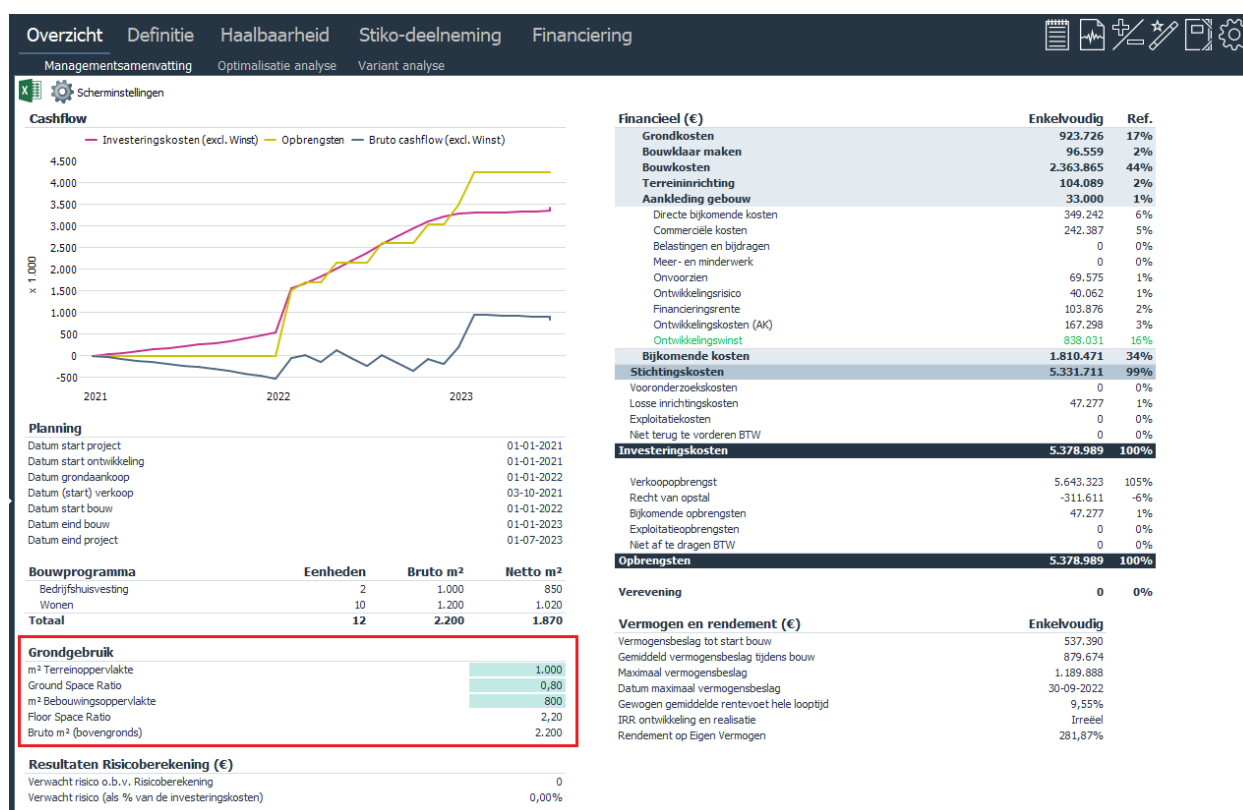 Overzicht Definitie Haalbaarheid Stiko-deelneming Financiering
Managementsamenvatting Optimalisatie analyse Variant analyse
Scherminstellingen
Cashflow
Investeringskosten (excl. Winst) Opbrengsten Bruto cashflow (excl. Winst)
4.500
4.000
3.500
3.000
2.500
2.000
1.500
1.000
500
0
-500
x 1.000
2021 2022 2023
Planning
Datum start project 01-01-2021
Datum start ontwikkeling 01-01-2021
Datum grondaankoop 01-01-2022
Datum (start) verkoop 03-10-2021
Datum start bouw 01-01-2022
Datum eind bouw 01-01-2023
Datum eind project 01-07-2023
Bouwprogramma Eenheden Bruto m² Netto m²
Bedrijfshuisvesting 2 1.000 850
Wonen 10 1.200 1.020
Totaal 12 2.200 1.870
Grondgebruik
m² Terreinoppervlakte 1.000
Ground Space Ratio 0,80
m² Bebouwingsoppervlakte 800
Floor Space Ratio 2,20
Bruto m² (bovengronds) 2.200
Resultaten Risicoberekening (€)
Verwacht risico o.b.v. Risicoberekening 0
Verwacht risico (als % van de investeringskosten) 0,00%
Financieel (€) Enkelvoudig Ref.
Grondkosten 923.726 17%
Bouwklaar maken 96.559 2%
Bouwkosten 2.363.865 44%
Terreininrichting 104.089 2%
Aankleding gebouw 33.000 1%
Directe bijkomende kosten 349.242 6%
Commerciële kosten 242.387 5%
Belastingen en bijdragen 0 0%
Meer- en minderwerk 0 0%
Onvoorzien 69.575 1%
Ontwikkelingsrisico 40.062 1%
Financieringsrente 103.876 2%
Ontwikkelingskosten (AK) 167.298 3%
Ontwikkelingswinst 838.031 16%
Bijkomende kosten 1.810.471 34%
Stichtingskosten 5.331.711 99%
Vooronderzoekskosten 0 0%
Losse inrichtingskosten 47.277 1%
Exploitatiekosten 0 0%
Niet terug te vorderen BTW 0 0%
Investeringskosten 5.378.989 100%
Verkoopopbrengst 5.643.323 105%
Recht van opstal -311.611 -6%
Bijkomende opbrengsten 47.277 1%
Exploitatieopbrengsten 0 0%
Niet af te dragen BTW 0 0%
Opbrengsten 5.378.989 100%
Verevening 0 0%
Vermogen en rendement (€) Enkelvoudig
Vermogensbeslag tot start bouw 537.390
Gemiddeld vermogensbeslag tijdens bouw 879.674
Maximaal vermogensbeslag 1.189.888
Datum maximaal vermogensbeslag 30-09-2022
Gewogen gemiddelde rentevoet hele looptijd 9,55%
IRR ontwikkeling en realisatie Irreëel
Rendement op Eigen Vermogen 281,87%